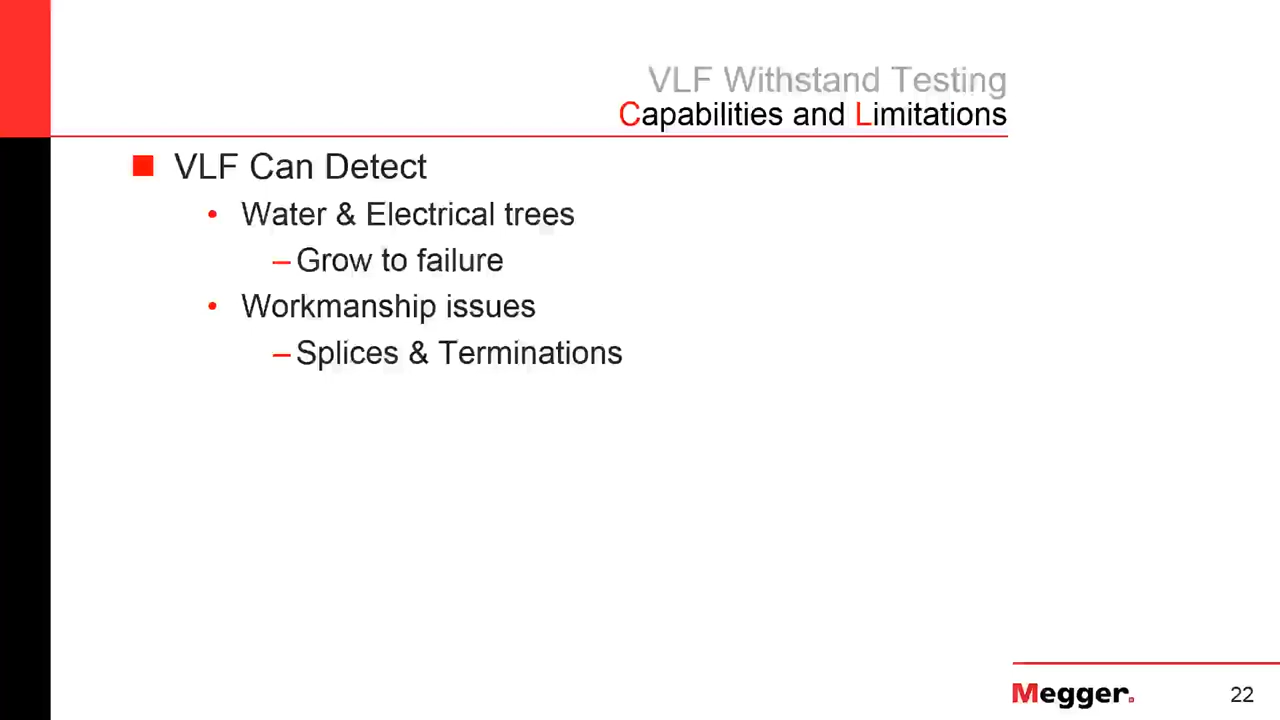 VLF Withstand Testing
Capabilities and Limitations
VLF Can Detect
• Water & Electrical trees
– Grow to failure
• Workmanship issues
– Splices & Terminations
Megger.
22